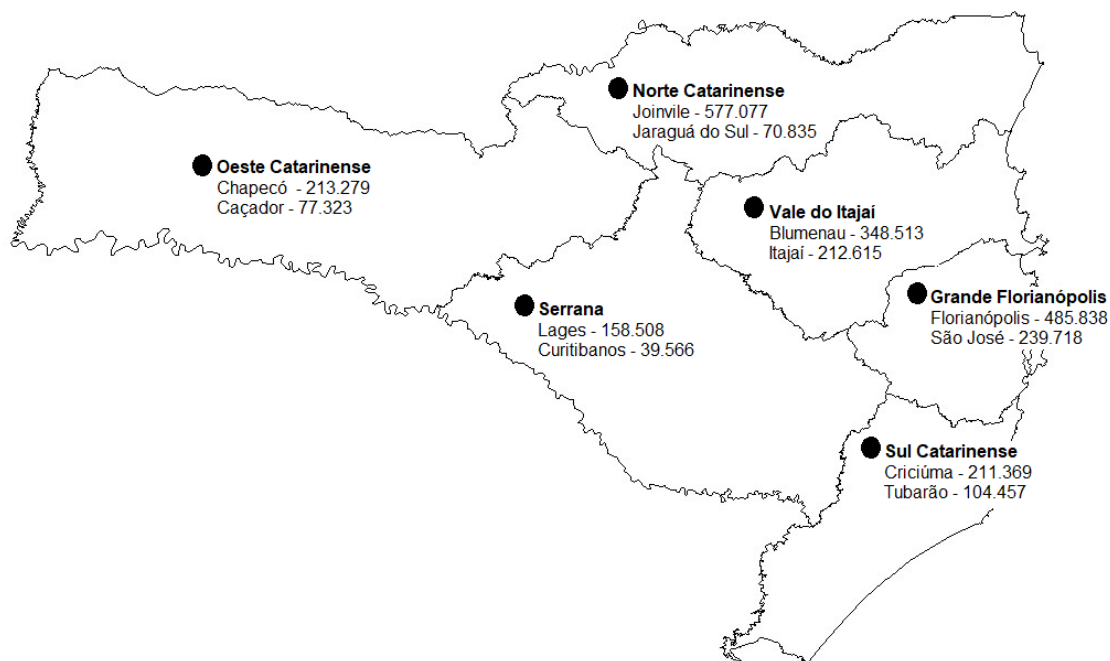 Norte Catarinense
Joinvile - 577.077
Jaraguá do Sul - 70.835
Oeste Catarinense
Chapecó - 213.279
Caçador - 77.323
Vale do Itajaí
Blumenau - 348.513
Itajaí - 212.615
Grande Florianópolis
Florianópolis - 485.838
São José - 239.718
Serrana
Lages - 158.508
Curitibanos - 39.566
Sul Catarinense
Criciúma - 211.369
Tubarão - 104.457